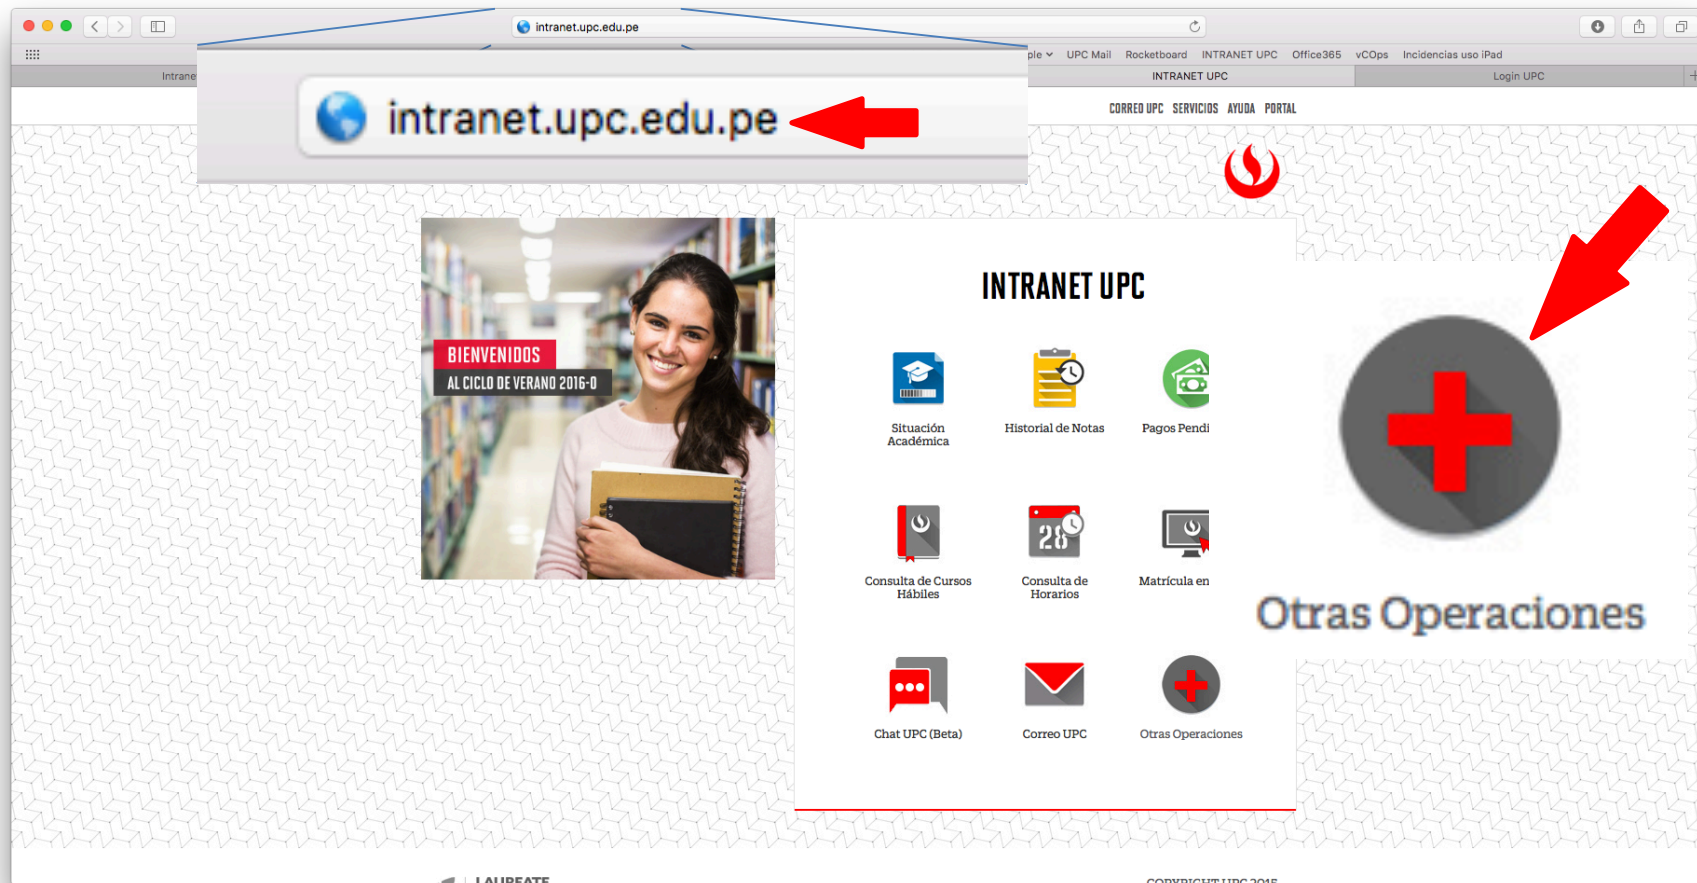 intranet.upc.edu.pe
UPC Mail Rocketboard INTRANET UPC Office365 vCOps Incidencias uso iPad
INTRANET UPC
Login UPC
intranet.upc.edu.pe
CORREO UPC SERVICIOS AYUDA PORTAL
BIENVENIDOS
AL CICLO DE VERANO 2016-0
INTRANET UPC
Situación
Académica
Historial de Notas
Pagos
Consulta de Cursos
Hábiles
28
Consulta de
Horarios
Matrícula en
Otras Operaciones
Chat UPC (Beta)
Correo UPC
Otras Operaciones
LAUREATE
COPYRIGHT UPC 2015